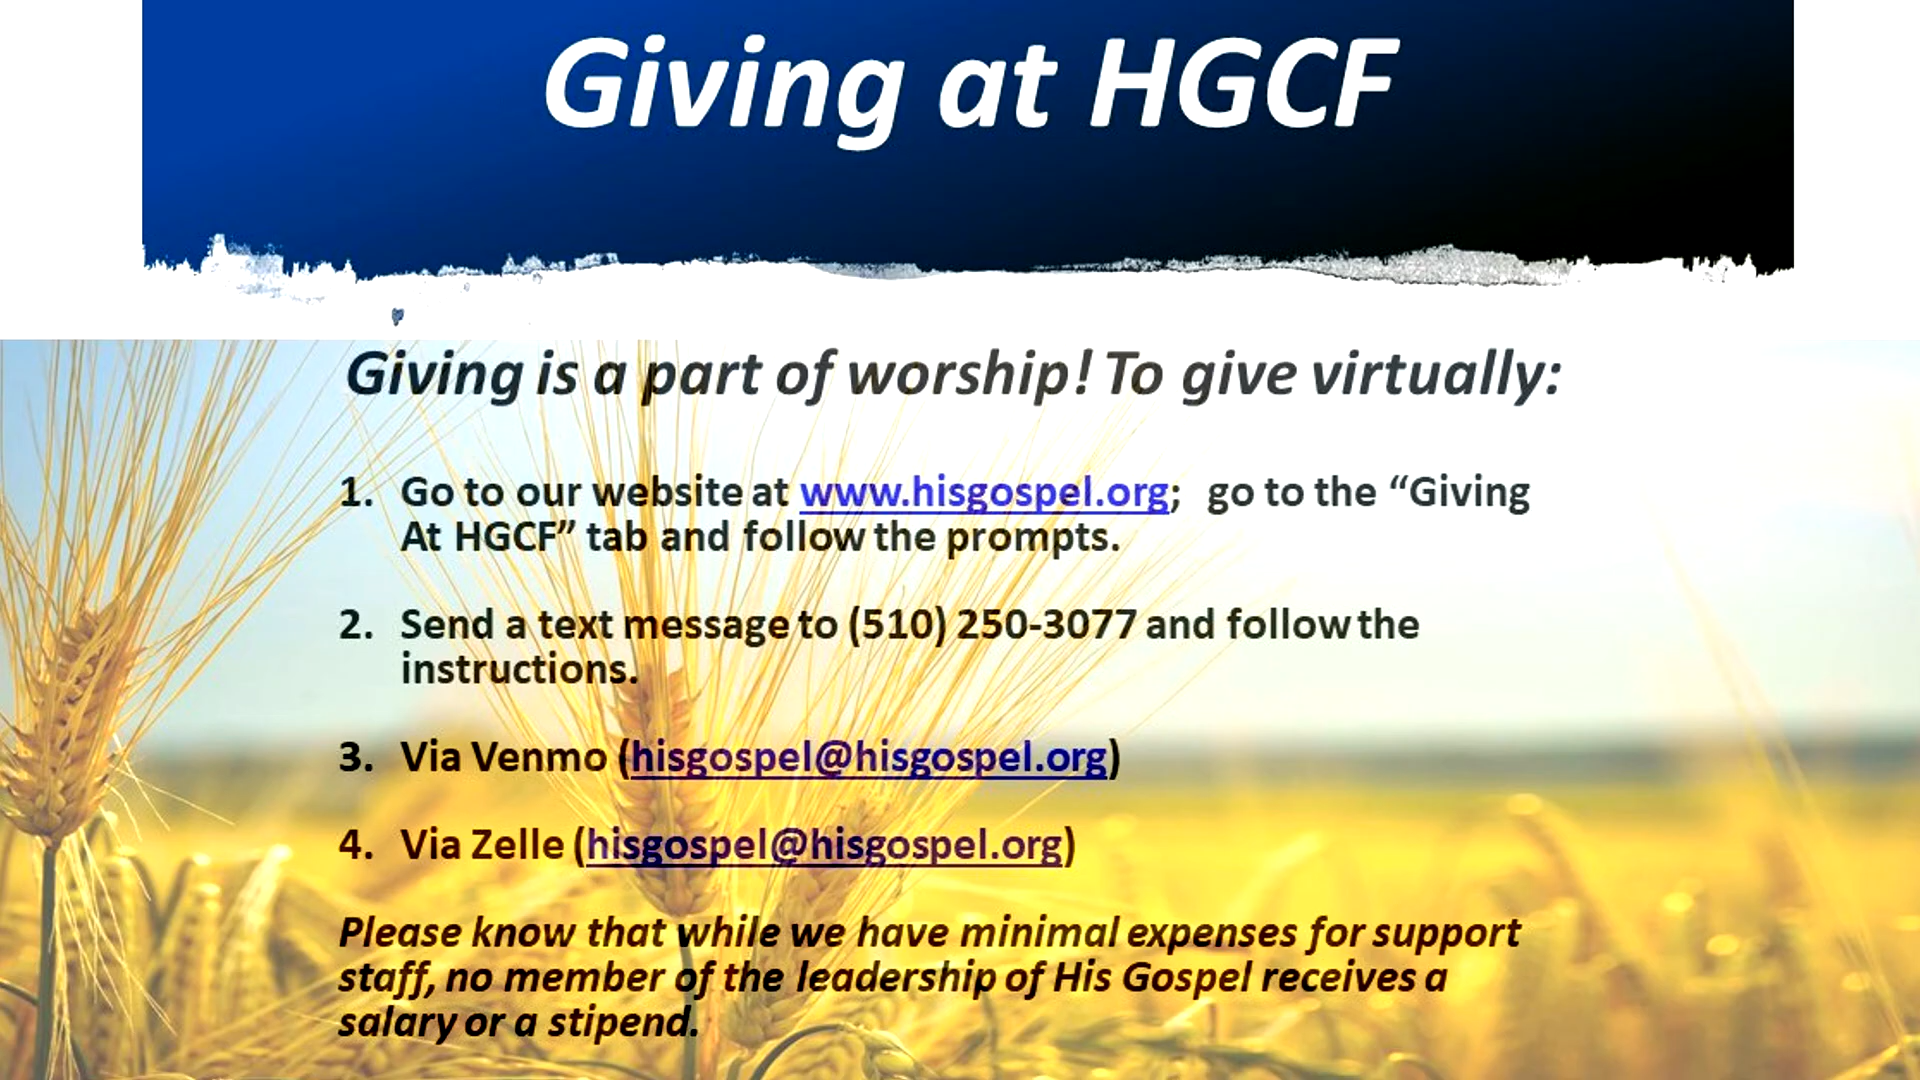 Giving at HGCF
Giving is a part of worship! To give virtually:
1. Go to our website at www.hisgospel.org; go to the “Giving
At HGCF” tab and follow the prompts.
2. Send a text message to (510) 250-3077 and follow the
instructions.
3. Via Venmo (hisgospel@hisgospel.org)
4. Via Zelle (hisgospel@hisgospel.org)
Please know that while we have minimal expenses for support
staff, no member of the leadership of His Gospel receives a
salary or a stipend.